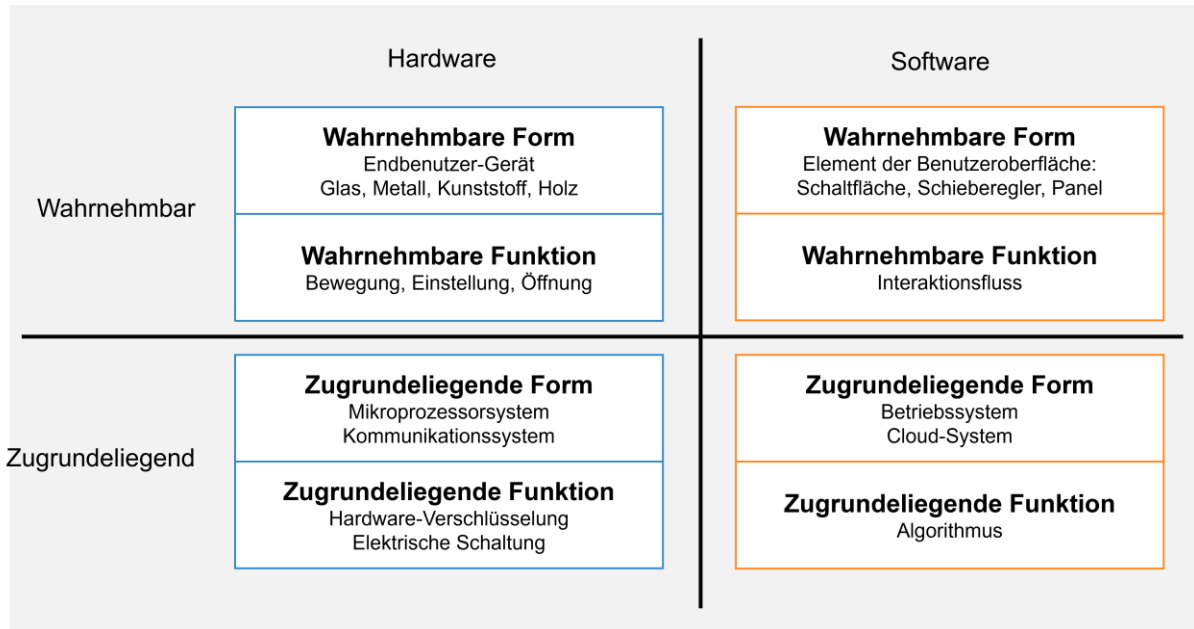 Hardware
Software
Wahrnehmbar
Wahrnehmbare Form
Endbenutzer-Gerät
Glas, Metall, Kunststoff, Holz
Wahrnehmbare Funktion
Bewegung, Einstellung, Öffnung
Wahrnehmbare Form
Element der Benutzeroberfläche:
Schaltfläche, Schieberegler, Panel
Wahrnehmbare Funktion
Interaktionsfluss
Zugrundeliegend
Zugrundeliegende Form
Mikroprozessorsystem
Kommunikationssystem
Zugrundeliegende Funktion
Hardware-Verschlüsselung
Elektrische Schaltung
Zugrundeliegende Form
Betriebssystem
Cloud-System
Zugrundeliegende Funktion
Algorithmus